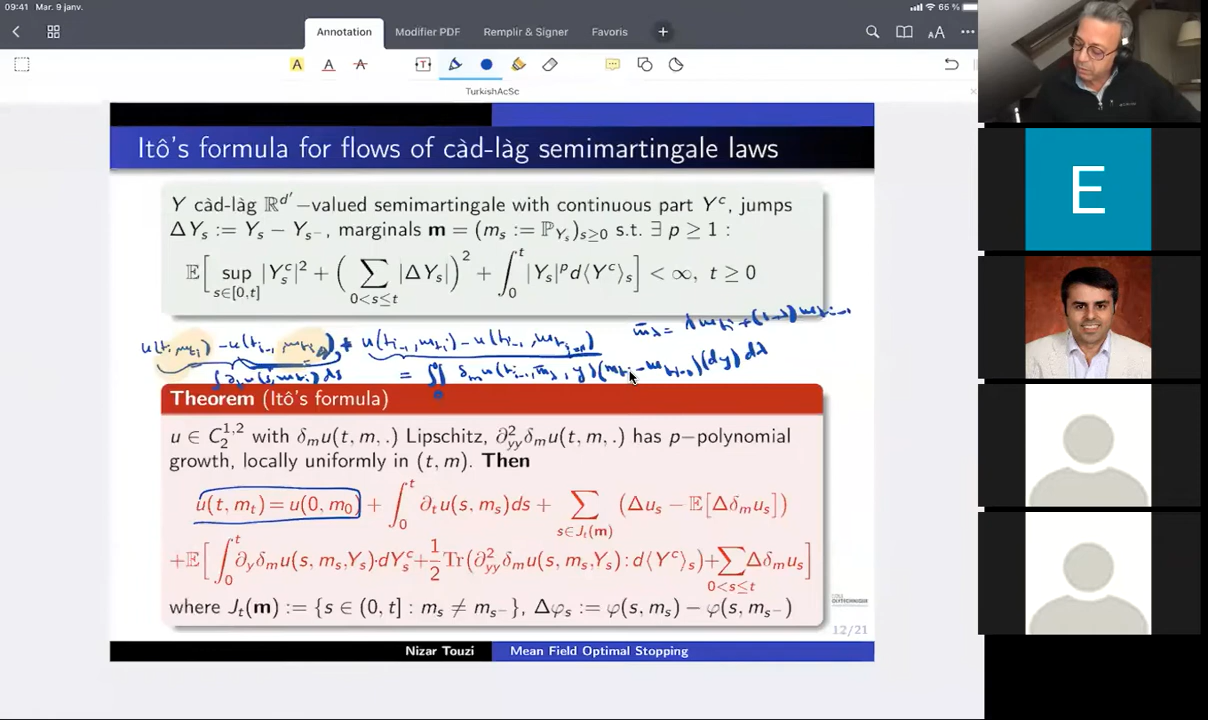 09:41 Mar. 9 janv.
65 %
Annotation Modifier PDF Remplir & Signer Favoris
TurkishAcSc
Itô's formula for flows of càd-làg semimartingale laws
Y càd-làg ℝ^{d'}−valued semimartingale with continuous part Y^c, jumps
ΔY_s := Y_s − Y_{s−}, marginals m = (m_s := ℙ_{Y_s})_{s≥0} s.t. ∃ p ≥ 1 :
𝔼[ sup_{s∈[0,t]} |Y_s^c|^2 + ( ∑_{0<s≤t} |ΔY_s| )^2 + ∫_0^t |Y_s|^p d⟨Y^c⟩_s ] < ∞, t ≥ 0
Theorem (Itô's formula)
u ∈ C_2^{1,2} with δ_m u(t, m, .) Lipschitz, ∂_{yy}^2 δ_m u(t, m, .) has p−polynomial
growth, locally uniformly in (t, m). Then
u(t, m_t) = u(0, m_0) + ∫_0^t ∂_t u(s, m_s)ds + ∑_{s∈J_t(m)} (Δu_s − 𝔼[Δδ_m u_s])
+𝔼[ ∫_0^t ∂_y δ_m u(s, m_s, Y_s)·dY_s^c + 1/2 Tr(∂_{yy}^2 δ_m u(s, m_s, Y_s) : d⟨Y^c⟩_s) + ∑_{0<s≤t} Δδ_m u_s ]
where J_t(m) := {s ∈ (0, t] : m_s ≠ m_{s−}}, Δφ_s := φ(s, m_s) − φ(s, m_{s−})
12/21
Nizar Touzi Mean Field Optimal Stopping
E